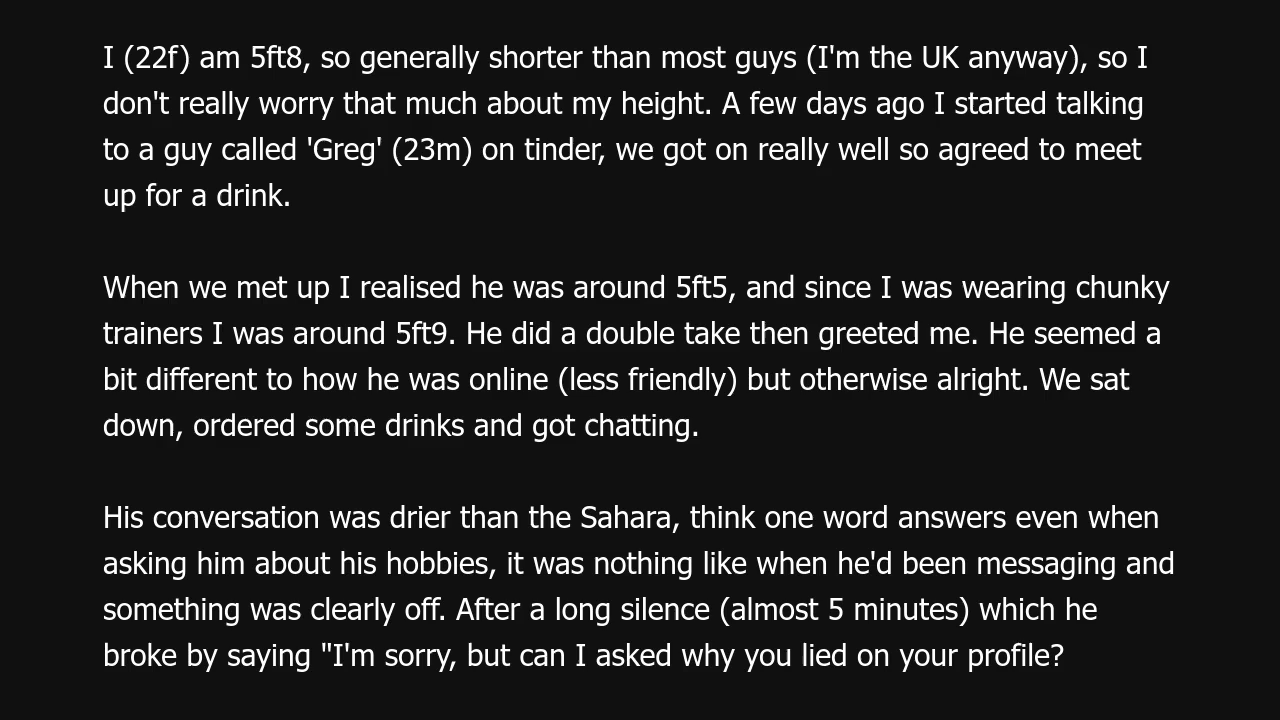 I (22f) am 5ft8, so generally shorter than most guys (I'm the UK anyway), so I
don't really worry that much about my height. A few days ago I started talking
to a guy called 'Greg' (23m) on tinder, we got on really well so agreed to meet
up for a drink.
When we met up I realised he was around 5ft5, and since I was wearing chunky
trainers I was around 5ft9. He did a double take then greeted me. He seemed a
bit different to how he was online (less friendly) but otherwise alright. We sat
down, ordered some drinks and got chatting.
His conversation was drier than the Sahara, think one word answers even when
asking him about his hobbies, it was nothing like when he'd been messaging and
something was clearly off. After a long silence (almost 5 minutes) which he
broke by saying "I'm sorry, but can I asked why you lied on your profile?